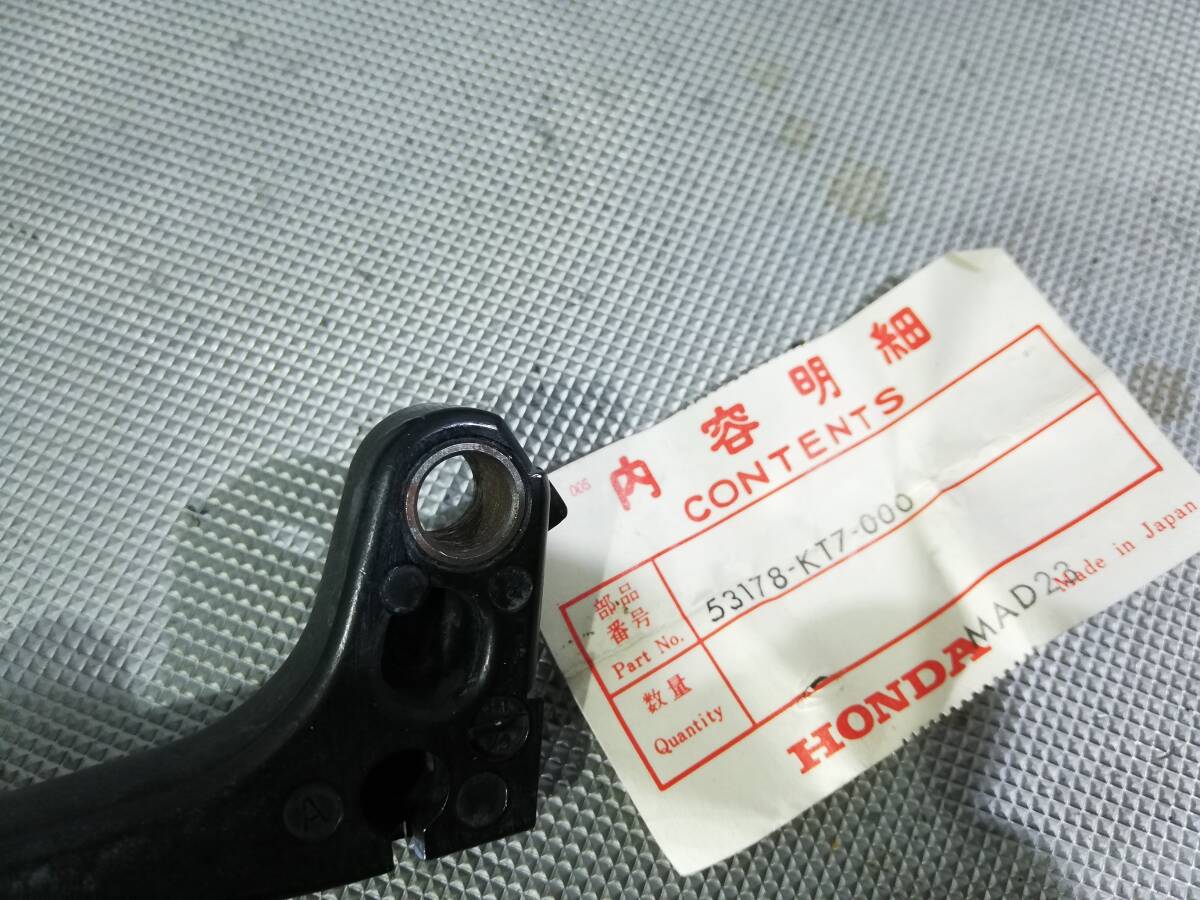 005
内容明細
CONTENTS
部品番号
Part No.
53178-KT7-000
数量
Quantity
HONDA
MAD23
Made in Japan
A